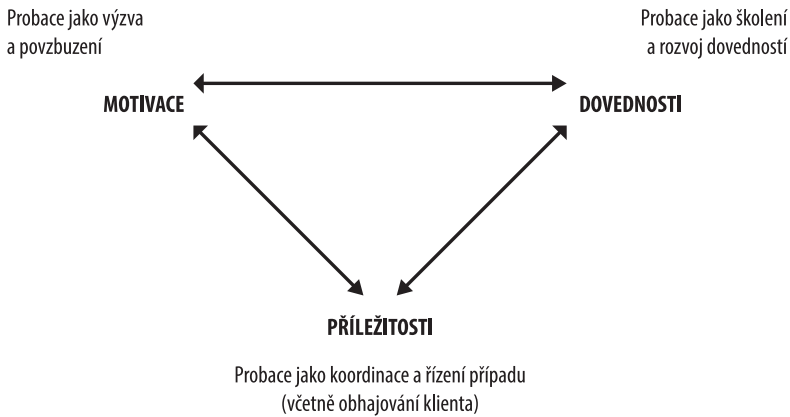 Probace jako výzva
a povzbuzení
Probace jako školení
a rozvoj dovedností
MOTIVACE
DOVEDNOSTI
PŘÍLEŽITOSTI
Probace jako koordinace a řízení případu
(včetně obhajování klienta)